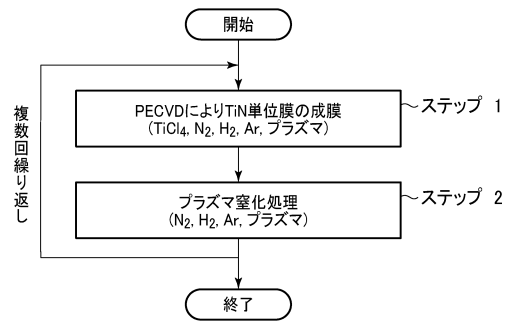 開始
PECVDによりTiN単位膜の成膜
(TiCl4, N2, H2, Ar, プラズマ)
ステップ 1
複数回繰り返し
プラズマ窒化処理
(N2, H2, Ar, プラズマ)
ステップ 2
終了